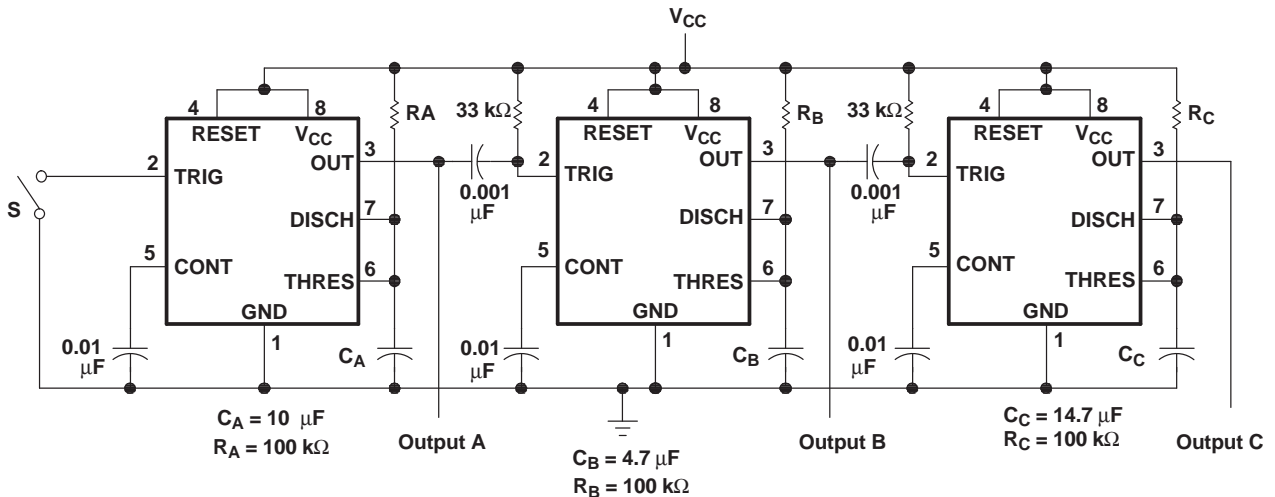 VCC
4
8
RESET
VCC
2
TRIG
OUT
3
RA
33 kΩ
S
DISCH
7
5
CONT
THRES
6
GND
1
0.01
µF
CA
0.001
µF
4
8
RESET
VCC
2
TRIG
OUT
3
RB
33 kΩ
DISCH
7
5
CONT
THRES
6
GND
1
0.01
µF
CB
0.001
µF
4
8
RESET
VCC
2
TRIG
OUT
3
RC
DISCH
7
5
CONT
THRES
6
GND
1
0.01
µF
CC
CA = 10 µF
RA = 100 kΩ
Output A
CB = 4.7 µF
RB = 100 kΩ
Output B
CC = 14.7 µF
RC = 100 kΩ
Output C